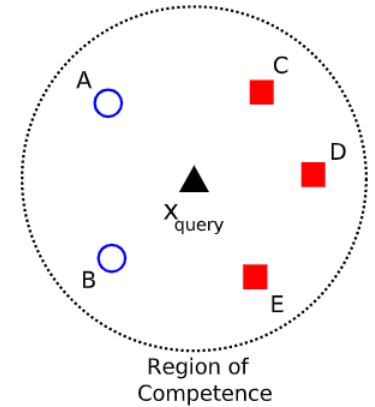 A
C
D
X query
B
E
Region of
Competence